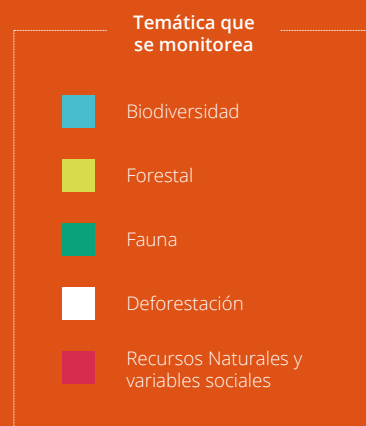 Temática que
se monitorea
Biodiversidad
Forestal
Fauna
Deforestación
Recursos Naturales y
variables sociales